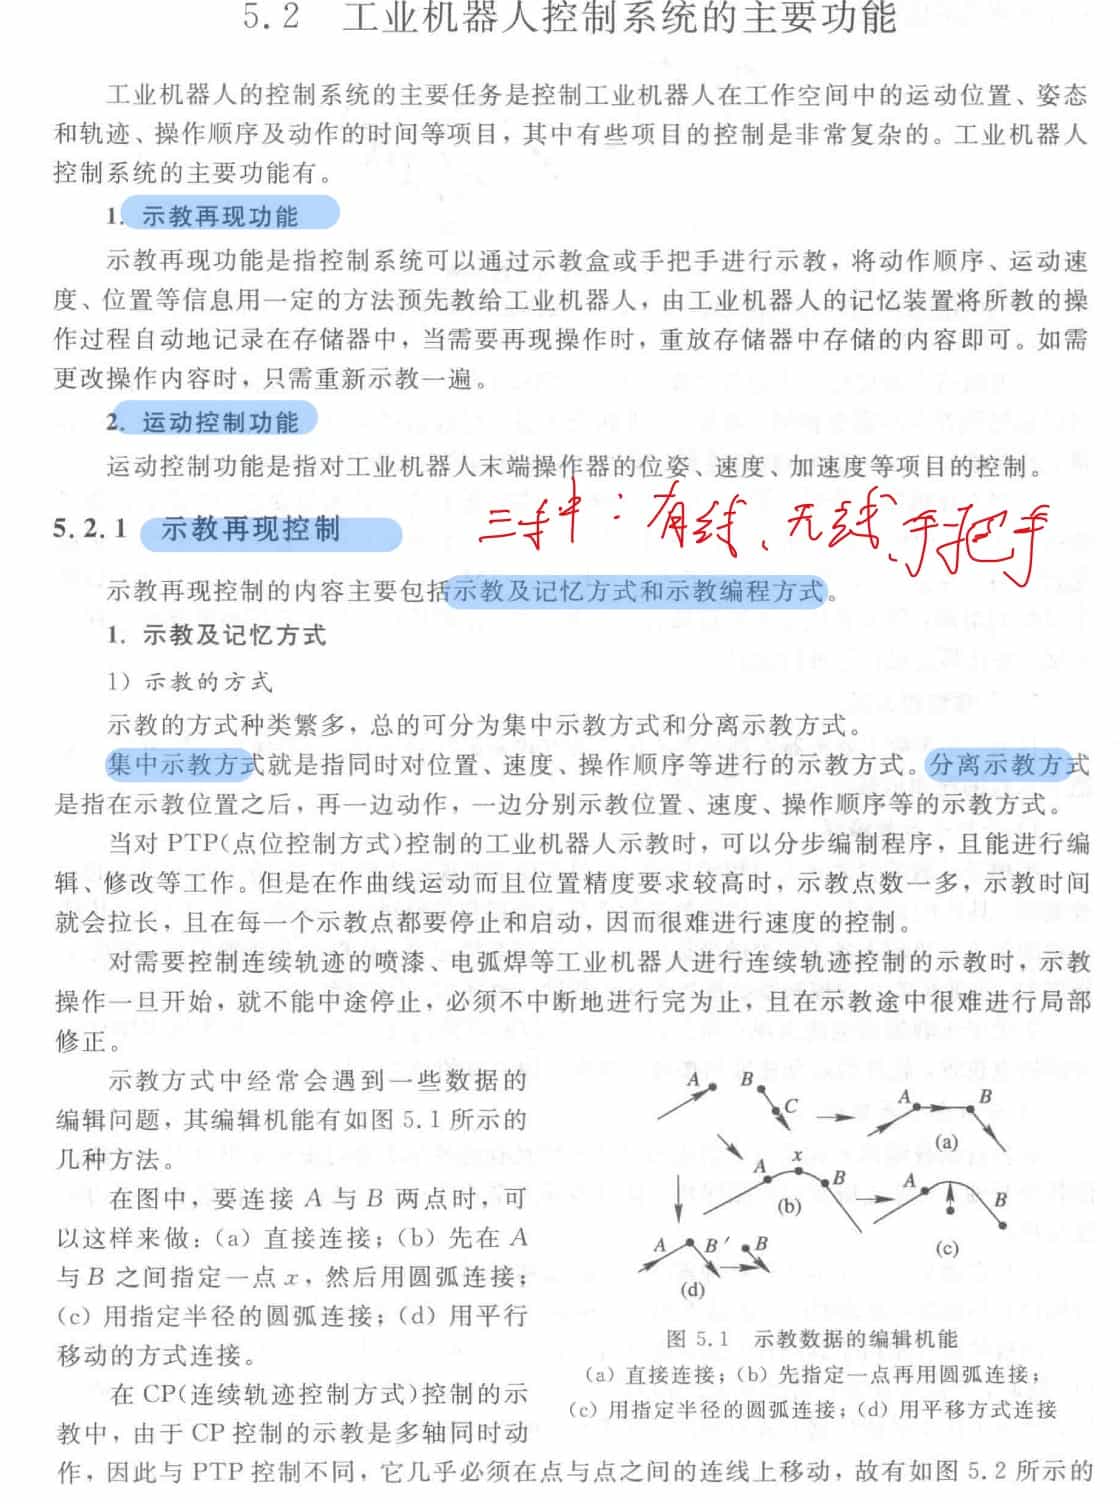 5.2 工业机器人控制系统的主要功能
工业机器人的控制系统的主要任务是控制工业机器人在工作空间中的运动位置、姿态
和轨迹、操作顺序及动作的时间等项目，其中有些项目的控制是非常复杂的。工业机器人
控制系统的主要功能有。
1. 示教再现功能
示教再现功能是指控制系统可以通过示教盒或手把手进行示教，将动作顺序、运动速
度、位置等信息用一定的方法预先教给工业机器人，由工业机器人的记忆装置将所教的操
作过程自动地记录在存储器中，当需要再现操作时，重放存储器中存储的内容即可。如需
更改操作内容时，只需重新示教一遍。
2. 运动控制功能
运动控制功能是指对工业机器人末端操作器的位姿、速度、加速度等项目的控制。
三种：有线、无线、手把手
5.2.1 示教再现控制
示教再现控制的内容主要包括示教及记忆方式和示教编程方式。
1. 示教及记忆方式
1) 示教的方式
示教的方式种类繁多，总的可分为集中示教方式和分离示教方式。
集中示教方式就是指同时对位置、速度、操作顺序等进行的示教方式。分离示教方式
是指在示教位置之后，再一边动作，一边分别示教位置、速度、操作顺序等的示教方式。
当对 PTP(点位控制方式)控制的工业机器人示教时，可以分步编制程序，且能进行编
辑、修改等工作。但是在作曲线运动而且位置精度要求较高时，示教点数一多，示教时间
就会拉长，且在每一个示教点都要停止和启动，因而很难进行速度的控制。
对需要控制连续轨迹的喷漆、电弧焊等工业机器人进行连续轨迹控制的示教时，示教
操作一旦开始，就不能中途停止，必须不中断地进行完为止，且在示教途中很难进行局部
修正。
示教方式中经常会遇到一些数据的
编辑问题，其编辑机能有如图 5.1 所示的
几种方法。
在图中，要连接 A 与 B 两点时，可
以这样来做：(a) 直接连接；(b) 先在 A
与 B 之间指定一点 x，然后用圆弧连接；
(c) 用指定半径的圆弧连接；(d) 用平行
移动的方式连接。
在 CP(连续轨迹控制方式)控制的示
教中，由于 CP 控制的示教是多轴同时动
A B C A B
(a)
A x B A B
(b)
(c)
A B′ B
(d)
图 5.1 示教数据的编辑机能
(a) 直接连接；(b) 先指定一点再用圆弧连接；
(c) 用指定半径的圆弧连接；(d) 用平移方式连接
作，因此与 PTP 控制不同，它几乎必须在点与点之间的连线上移动，故有如图 5.2 所示的